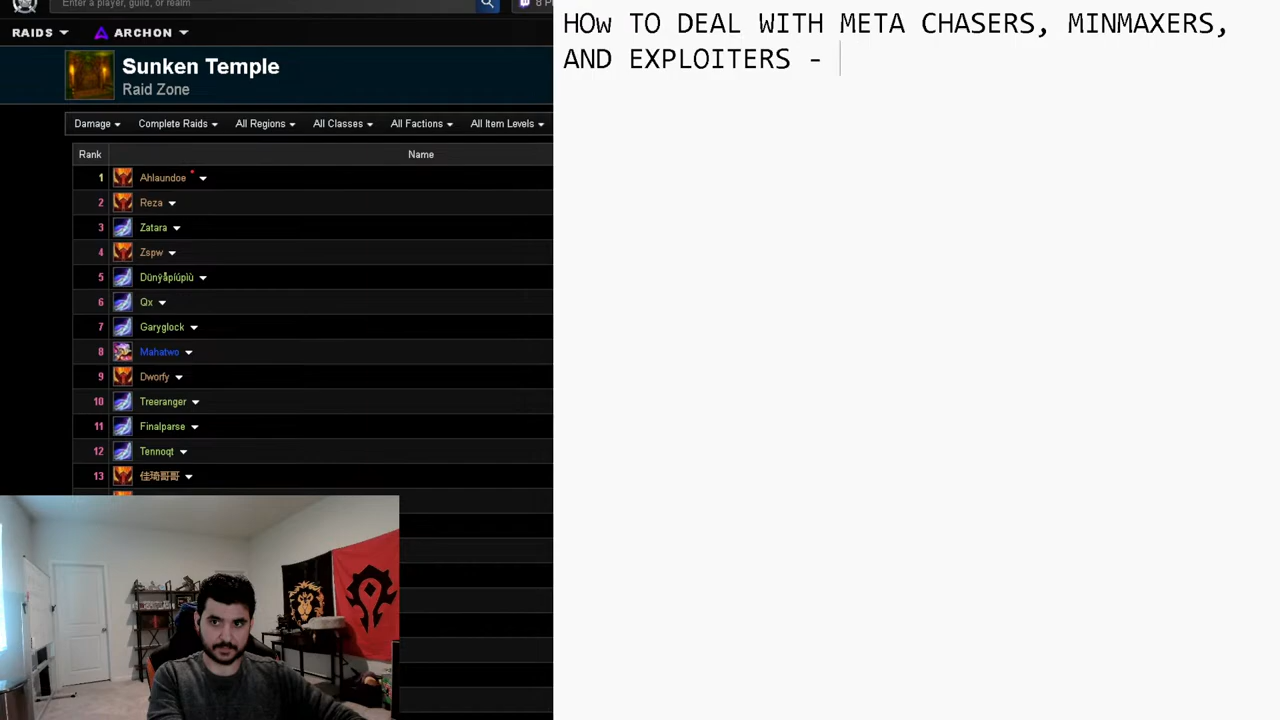 Enter a player, guild, or realm
8 Pl
RAIDS
ARCHON
Sunken Temple
Raid Zone
Damage
Complete Raids
All Regions
All Classes
All Factions
All Item Levels
Rank Name
1 Ahlaundoe
2 Reza
3 Zatara
4 Zspw
5
6 Qx
7 Garyglock
8 Mahatwo
9 Dworfy
10 Treeranger
11 Finalparse
12 Tennoqt
13 佳琦哥哥
HOw TO DEAL WITH META CHASERS, MINMAXERS,
AND EXPLOITERS -